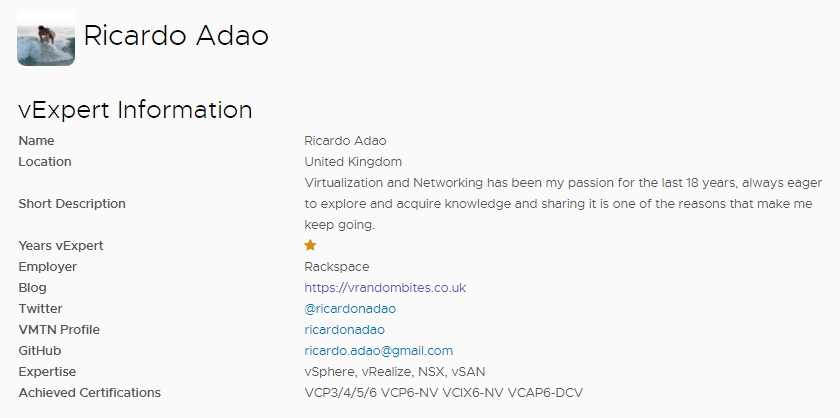 Ricardo Adao
vExpert Information
Name Ricardo Adao
Location United Kingdom
Short Description Virtualization and Networking has been my passion for the last 18 years, always eager
to explore and acquire knowledge and sharing it is one of the reasons that make me
keep going.
Years vExpert
Employer Rackspace
Blog https://vrandombites.co.uk
Twitter @ricardonadao
VMTN Profile ricardonadao
GitHub ricardo.adao@gmail.com
Expertise vSphere, vRealize, NSX, vSAN
Achieved Certifications VCP3/4/5/6 VCP6-NV VCIX6-NV VCAP6-DCV